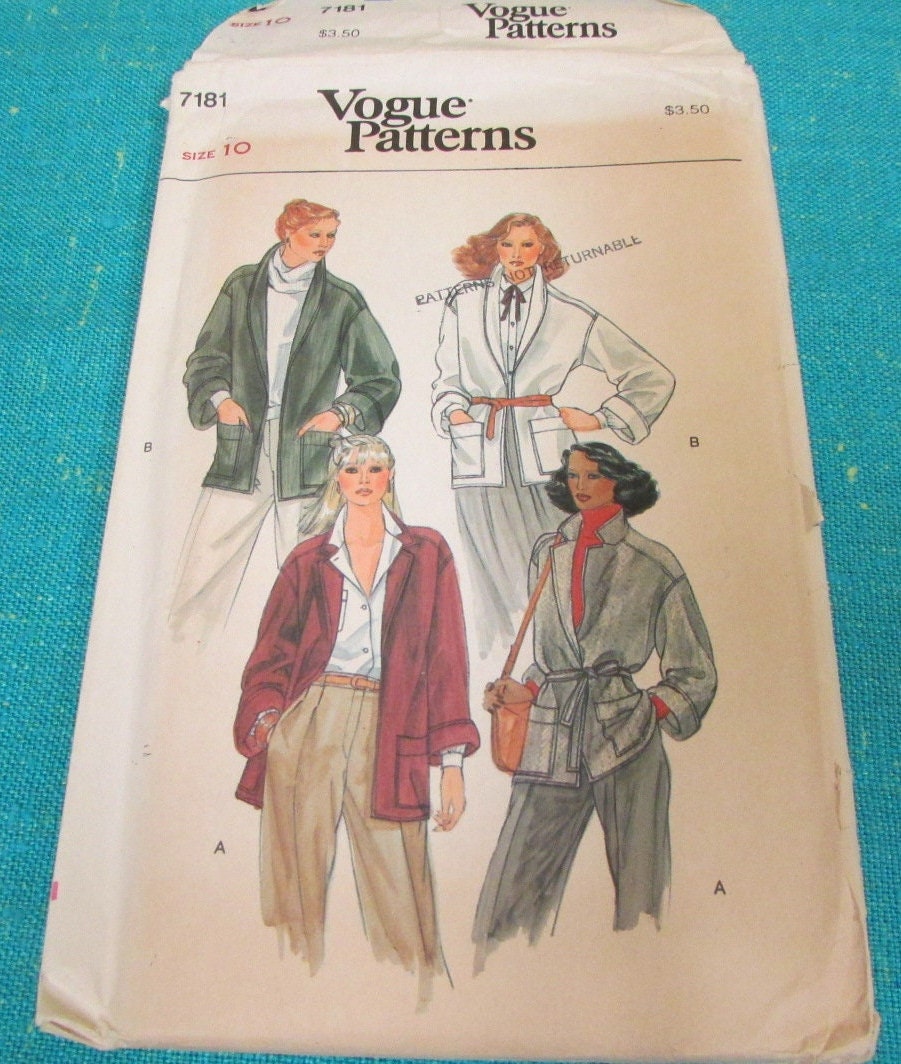 SIZE 10
7181
$3.50
Vogue
Patterns
7181
Vogue
Patterns
$3.50
SIZE 10
PATTERNS NOT RETURNABLE
B
B
A
A